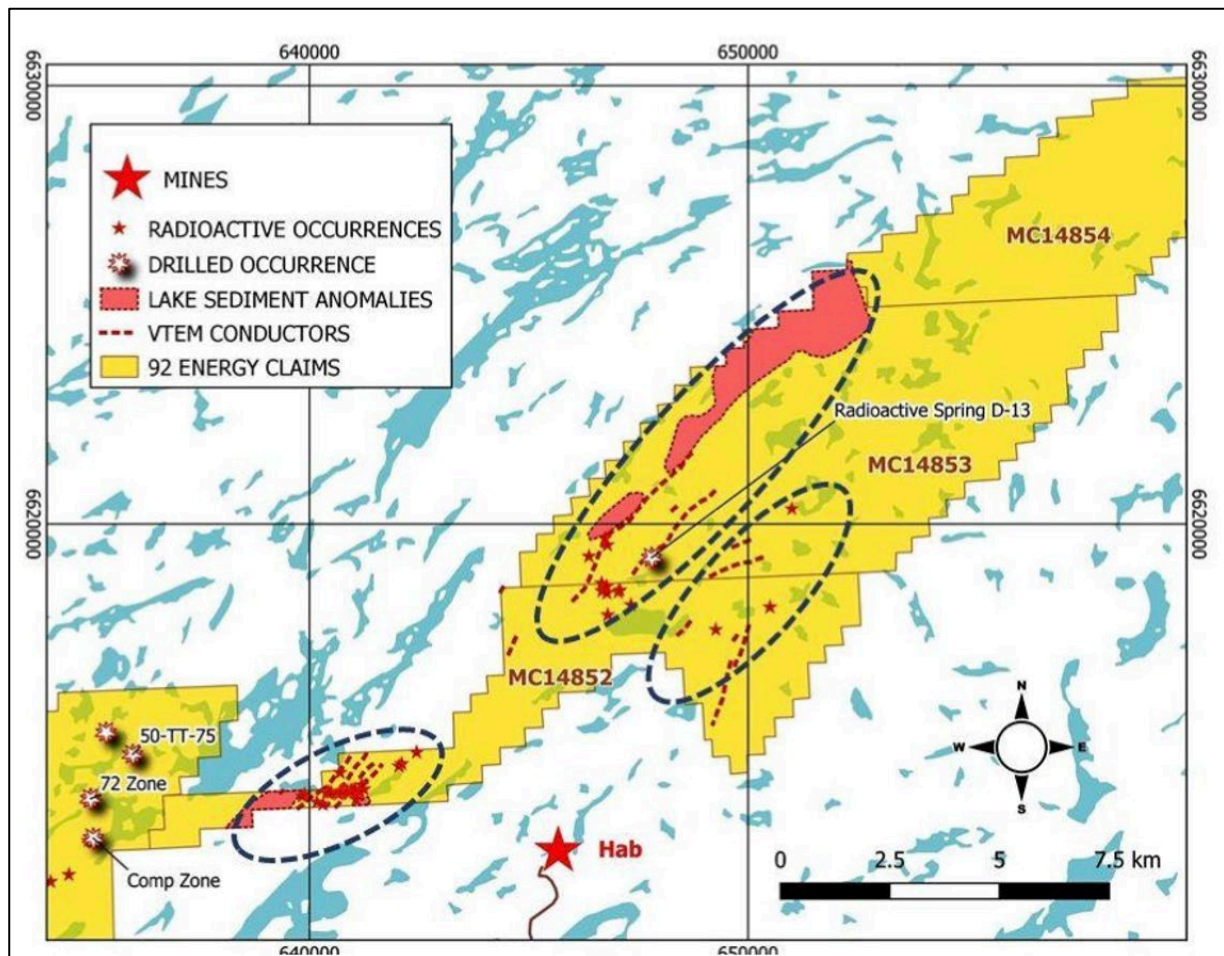 640000
650000
6630000
6630000
MINES
RADIOACTIVE OCCURRENCES
DRILLED OCCURRENCE
LAKE SEDIMENT ANOMALIES
VTEM CONDUCTORS
92 ENERGY CLAIMS
MC14854
Radioactive Spring D-13
MC14853
6620000
6620000
MC14852
N
W
E
S
50-TT-75
72 Zone
Comp Zone
Hab
0
2.5
5
7.5 km
640000
650000